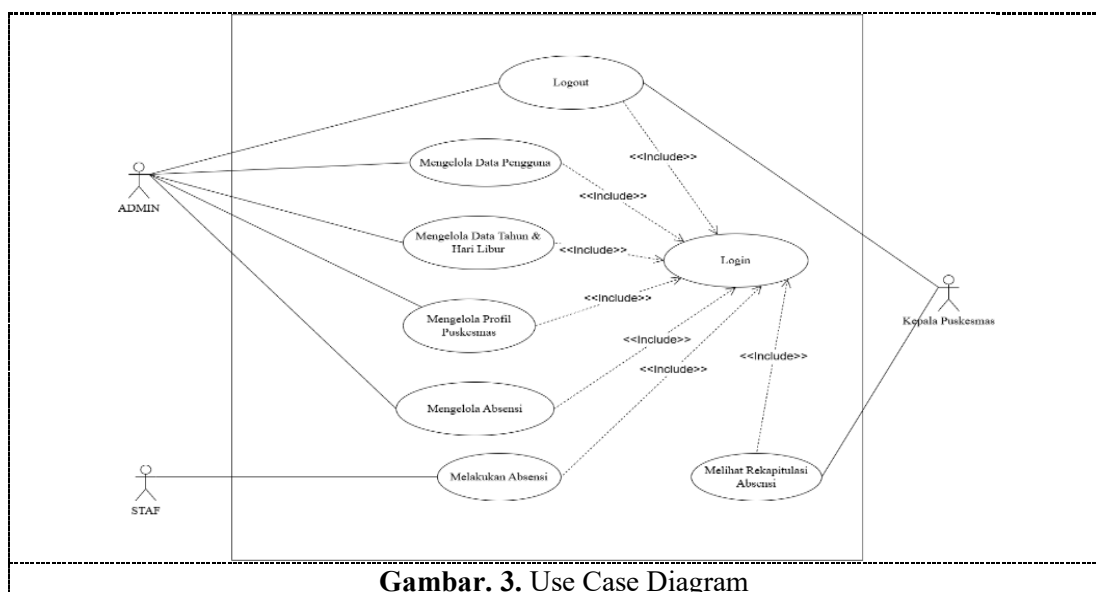 Logout
<<Include>>
Mengelola Data Pengguna
<<Include>>
ADMIN
Mengelola Data Tahun &
Hari Libur
<<Include>>
Login
<<Include>>
Mengelola Profil
Puskesmas
Kepala Puskesmas
<<Include>>
<<Include>>
<<Include>>
Mengelola Absensi
Melakukan Absensi
Melihat Rekapitulasi
Absensi
STAF
Gambar. 3. Use Case Diagram